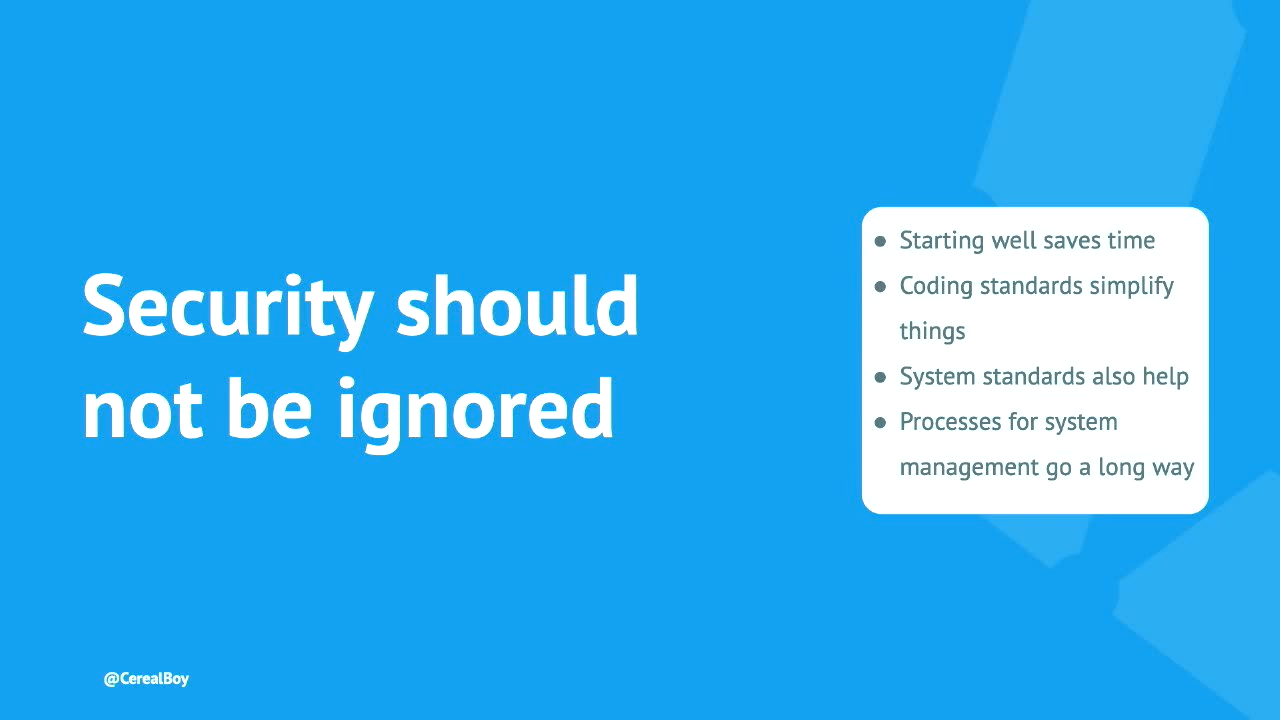 Security should
not be ignored
● Starting well saves time
● Coding standards simplify
things
● System standards also help
● Processes for system
management go a long way
@CerealBoy